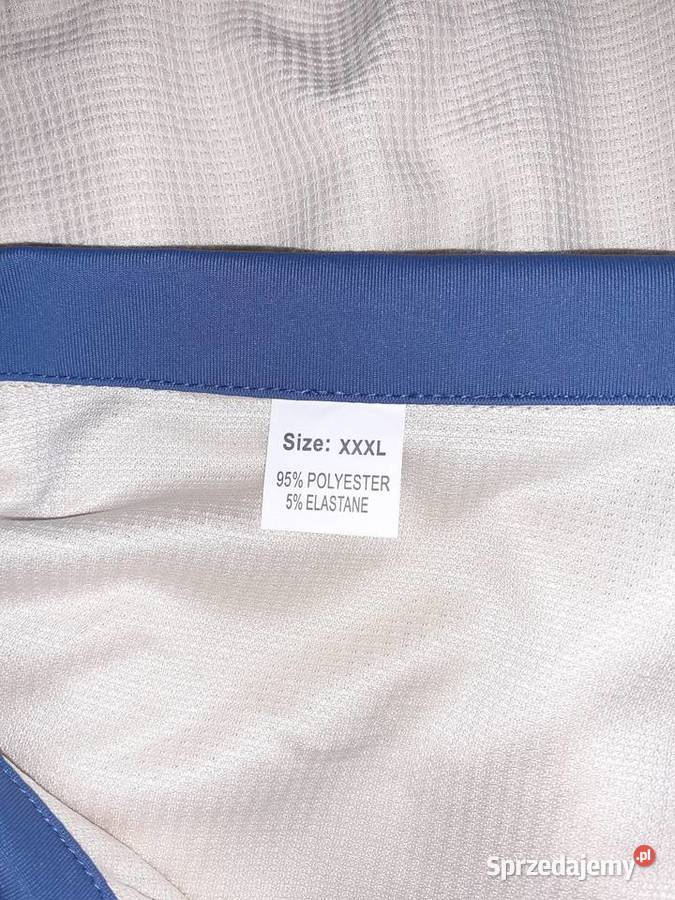 Size: XXXL
95% POLYESTER
5% ELASTANE
Sprzedajemy.pl